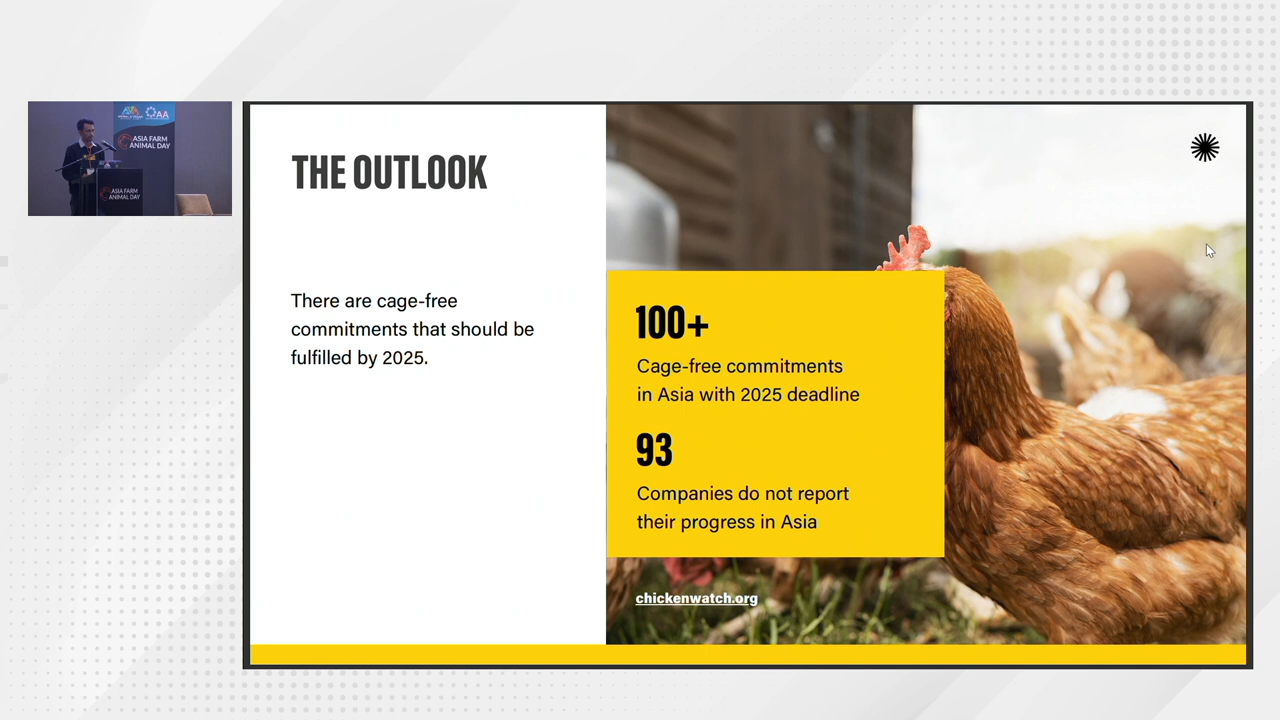 AA
ASIA FARM
ANIMAL DAY
ASIA FARM
ANIMAL DAY
THE OUTLOOK
There are cage-free
commitments that should be
fulfilled by 2025.
100+
Cage-free commitments
in Asia with 2025 deadline
93
Companies do not report
their progress in Asia
chickenwatch.org